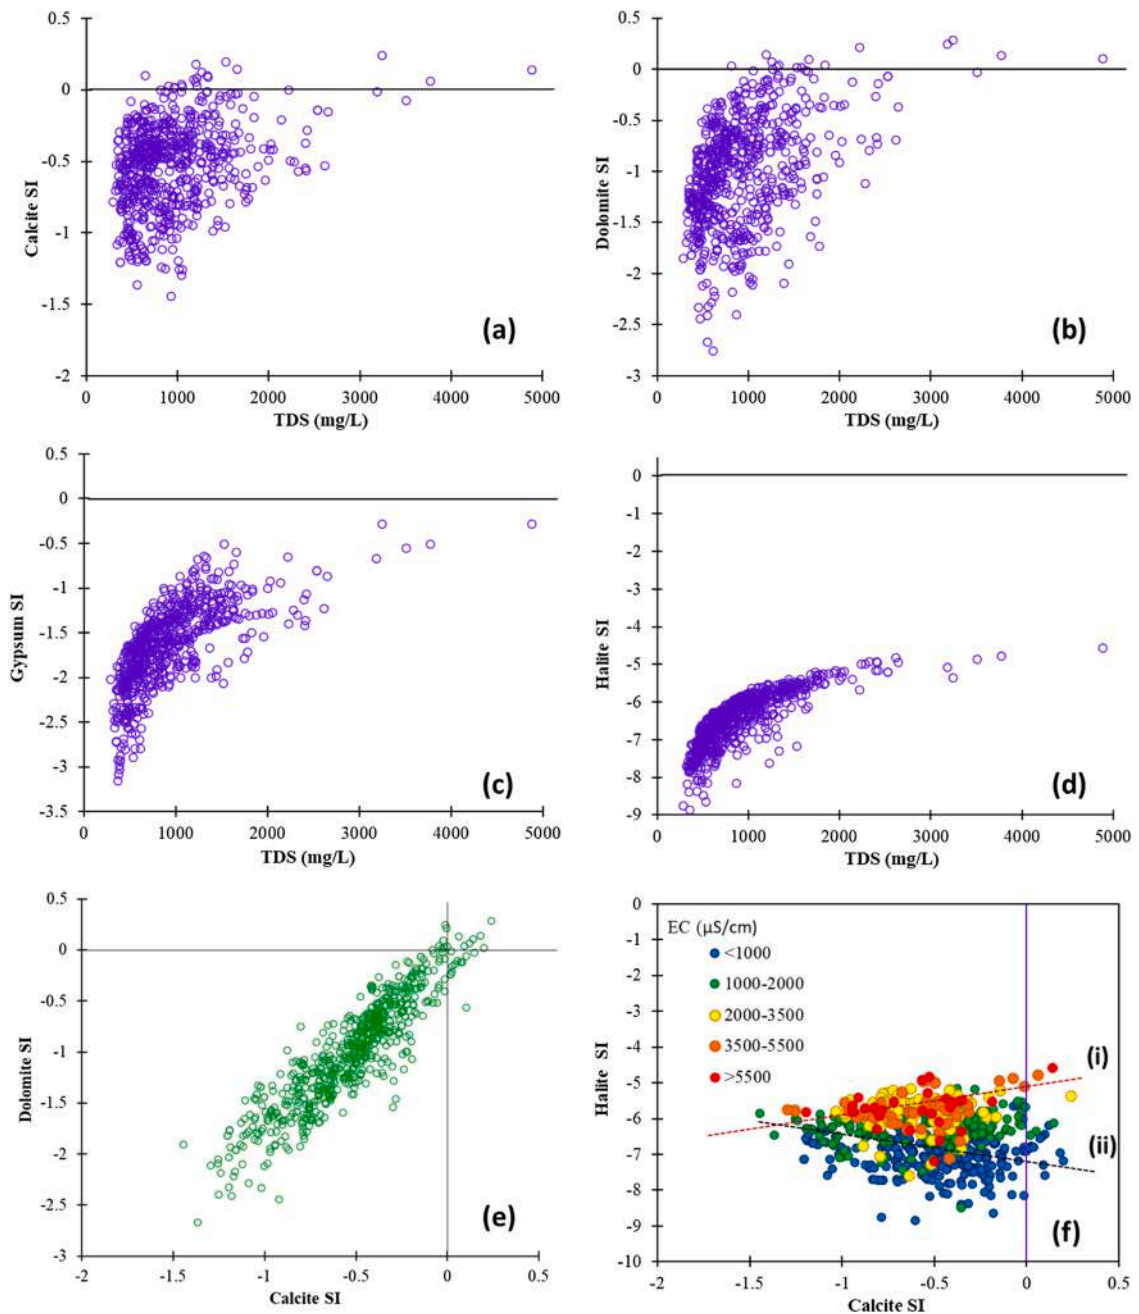 0.5
0
-0.5
-1
-1.5
-2
Calcite SI
(a)
0 1000 2000 3000 4000 5000
TDS (mg/L)
0.5
0
-0.5
-1
-1.5
-2
-2.5
-3
Dolomite SI
(b)
0 1000 2000 3000 4000 5000
TDS (mg/L)
0.5
0
-0.5
-1
-1.5
-2
-2.5
-3
-3.5
Gypsum SI
(c)
0 1000 2000 3000 4000 5000
TDS (mg/L)
0
-1
-2
-3
-4
-5
-6
-7
-8
-9
Halite SI
(d)
0 1000 2000 3000 4000 5000
TDS (mg/L)
0.5
0
-0.5
-1
-1.5
-2
-2.5
-3
Dolomite SI
(e)
-2 -1.5 -1 -0.5 0 0.5
Calcite SI
0
-1
-2
-3
-4
-5
-6
-7
-8
-9
-10
Halite SI
EC (µS/cm)
<1000
1000-2000
2000-3500
3500-5500
>5500
(i)
(ii)
(f)
-2 -1.5 -1 -0.5 0 0.5
Calcite SI